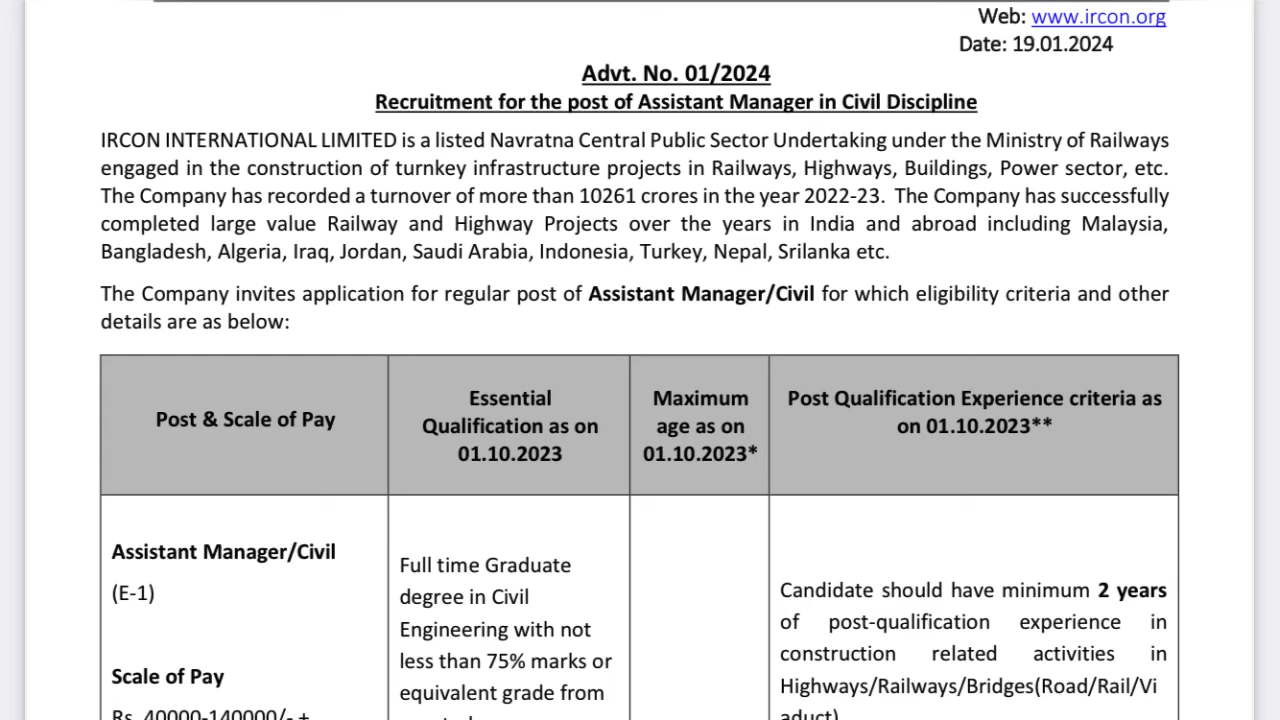 Web: www.ircon.org
Date: 19.01.2024
Advt. No. 01/2024
Recruitment for the post of Assistant Manager in Civil Discipline
IRCON INTERNATIONAL LIMITED is a listed Navratna Central Public Sector Undertaking under the Ministry of Railways
engaged in the construction of turnkey infrastructure projects in Railways, Highways, Buildings, Power sector, etc.
The Company has recorded a turnover of more than 10261 crores in the year 2022-23. The Company has successfully
completed large value Railway and Highway Projects over the years in India and abroad including Malaysia,
Bangladesh, Algeria, Iraq, Jordan, Saudi Arabia, Indonesia, Turkey, Nepal, Srilanka etc.
The Company invites application for regular post of Assistant Manager/Civil for which eligibility criteria and other
details are as below:
Post & Scale of Pay
Essential
Qualification as on
01.10.2023
Maximum
age as on
01.10.2023*
Post Qualification Experience criteria as
on 01.10.2023**
Assistant Manager/Civil
(E-1)
Scale of Pay
Rs. 40000-140000/- +
Full time Graduate
degree in Civil
Engineering with not
less than 75% marks or
equivalent grade from
Candidate should have minimum 2 years
of post-qualification experience in
construction related activities in
Highways/Railways/Bridges(Road/Rail/Vi
aduct)